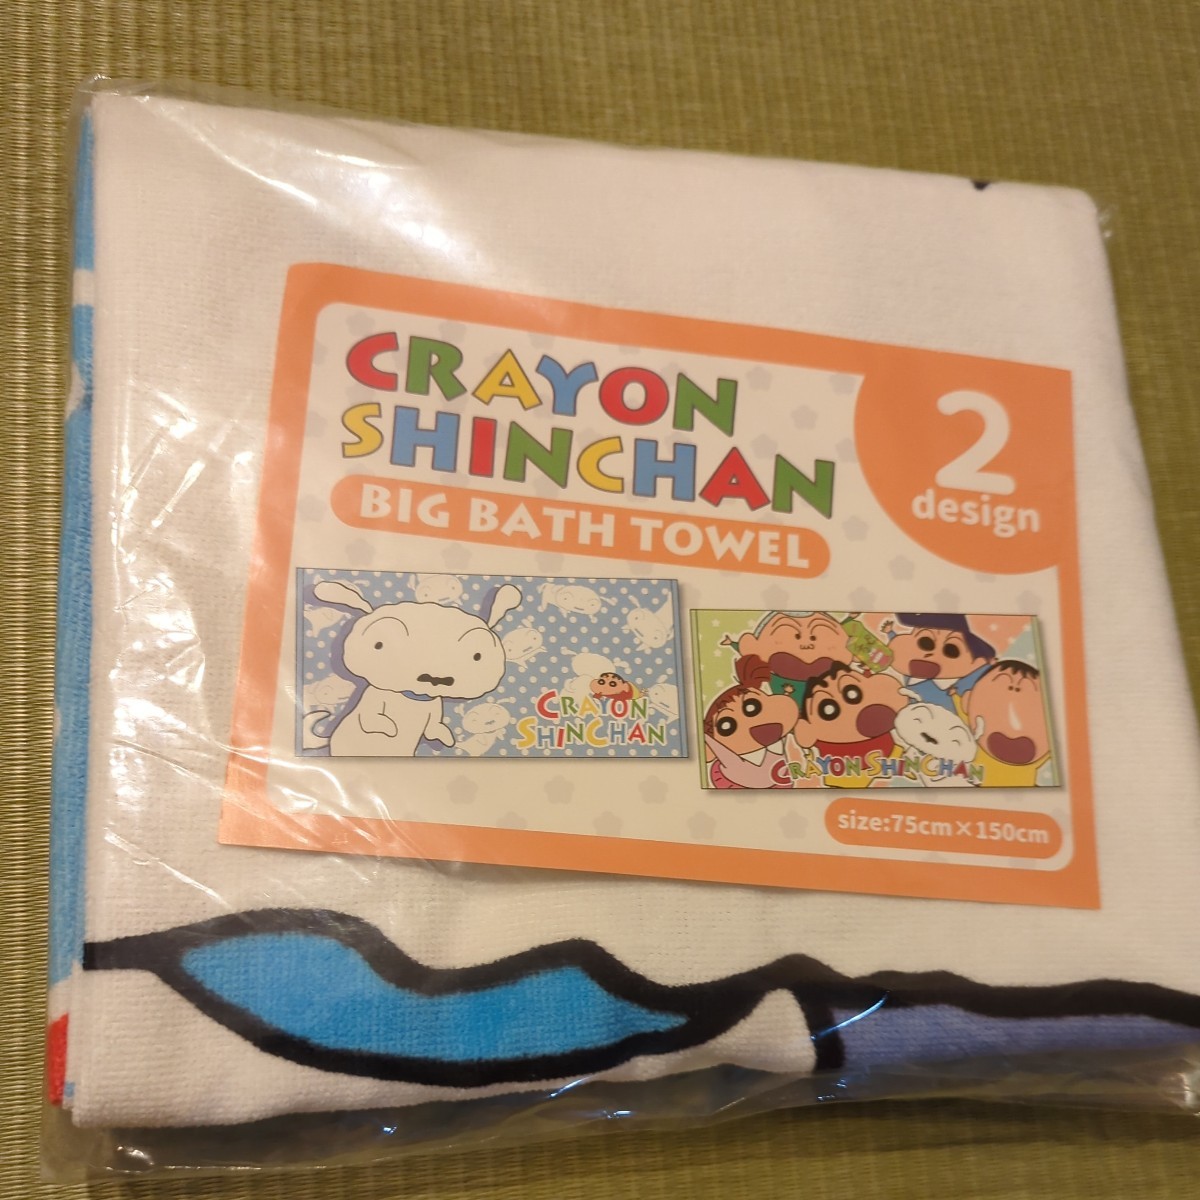 CRAYON
SHINCHAN
BIG BATH TOWEL
2
design
CRAYON
SHINCHAN
CRAYON SHINCHAN
size:75cm×150cm